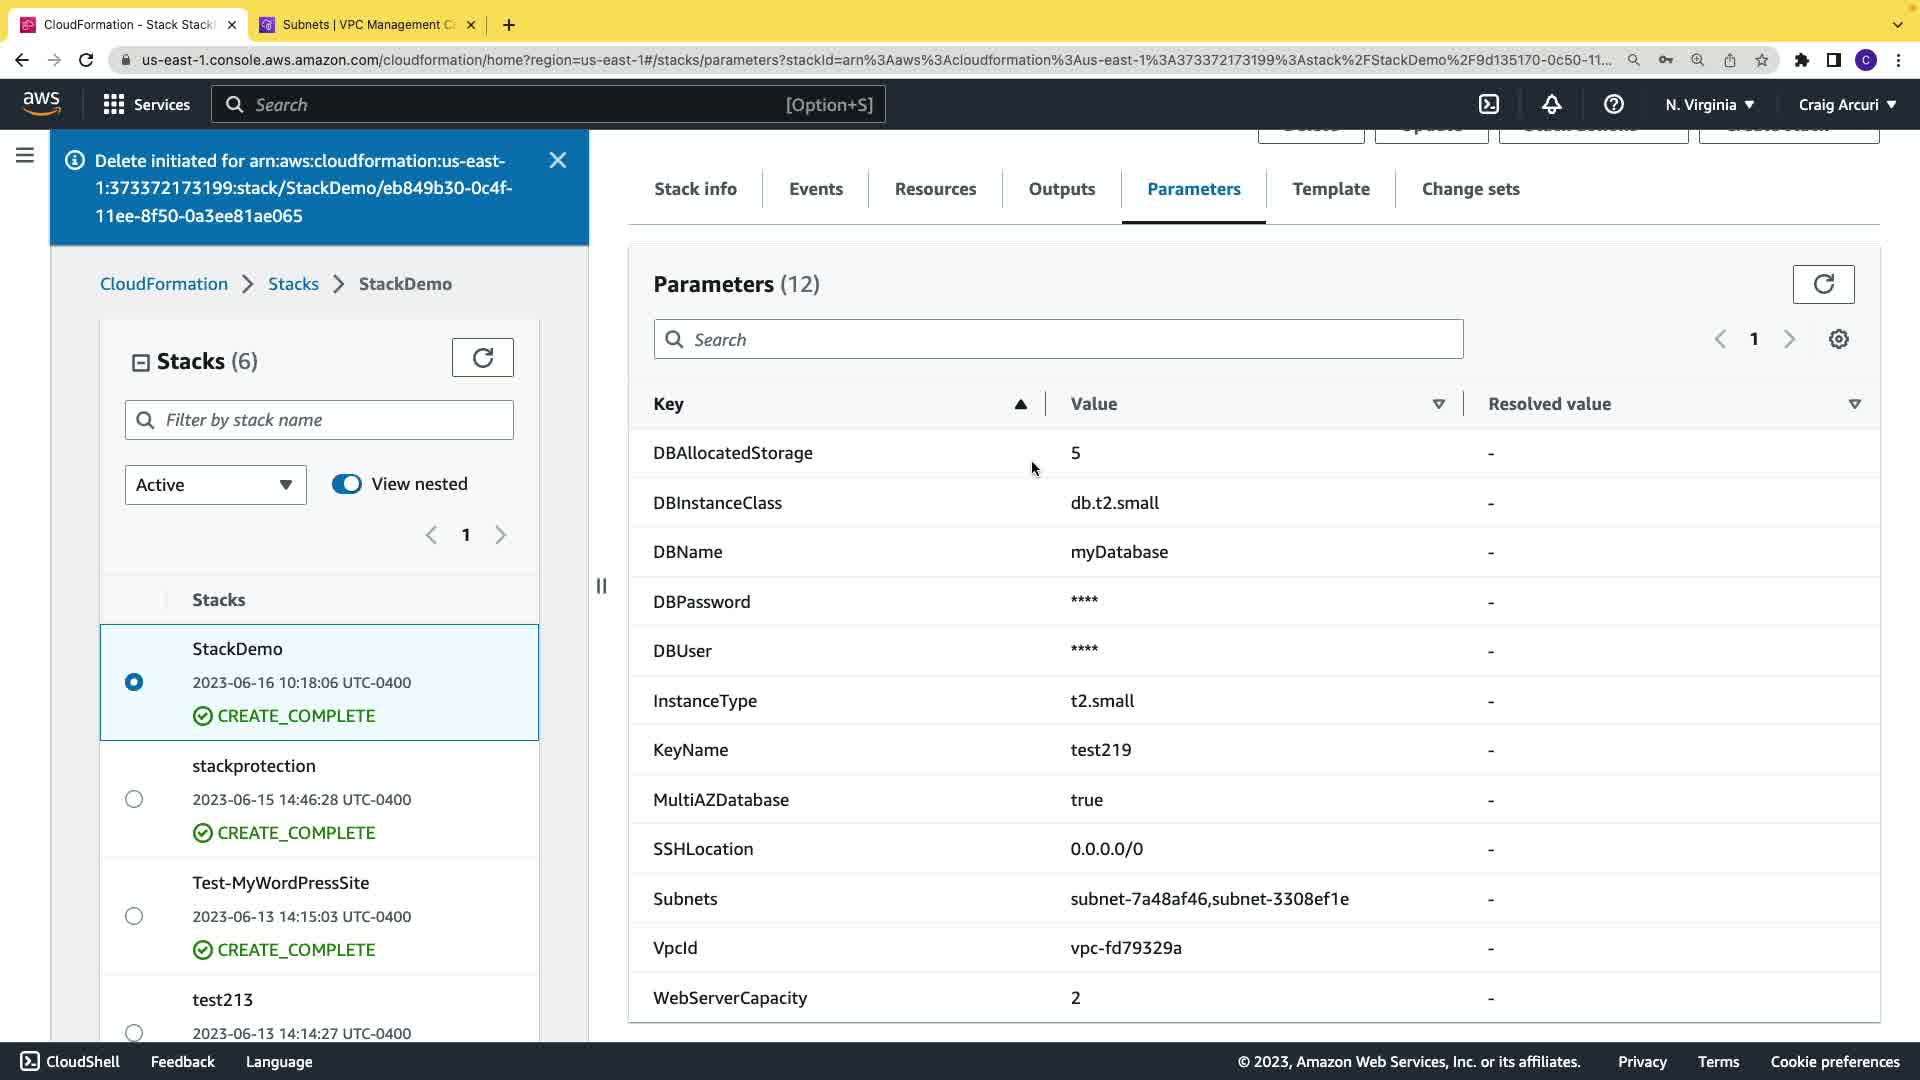 CloudFormation - Stack Stack
Subnets | VPC Management C
us-east-1.console.aws.amazon.com/cloudformation/home?region=us-east-1#/stacks/parameters?stackId=arn%3Aaws%3Acloudformation%3Aus-east-1%3A373372173199%3Astack%2FStackDemo%2F9d135170-0c50-11...
C
aws
Services
Search
[Option+S]
N. Virginia
Craig Arcuri
Delete initiated for arn:aws:cloudformation:us-east-
1:373372173199:stack/StackDemo/eb849b30-0c4f-
11ee-8f50-0a3ee81ae065
CloudFormation
Stacks
StackDemo
Stacks (6)
Filter by stack name
Active
View nested
1
Stacks
StackDemo
2023-06-16 10:18:06 UTC-0400
CREATE_COMPLETE
stackprotection
2023-06-15 14:46:28 UTC-0400
CREATE_COMPLETE
Test-MyWordPressSite
2023-06-13 14:15:03 UTC-0400
CREATE_COMPLETE
test213
2023-06-13 14:14:27 UTC-0400
Stack info
Events
Resources
Outputs
Parameters
Template
Change sets
Parameters (12)
Search
1
Key Value Resolved value
DBAllocatedStorage 5 -
DBInstanceClass db.t2.small -
DBName myDatabase -
DBPassword **** -
DBUser **** -
InstanceType t2.small -
KeyName test219 -
MultiAZDatabase true -
SSHLocation 0.0.0.0/0 -
Subnets subnet-7a48af46,subnet-3308ef1e -
VpcId vpc-fd79329a -
WebServerCapacity 2 -
CloudShell
Feedback
Language
© 2023, Amazon Web Services, Inc. or its affiliates.
Privacy
Terms
Cookie preferences